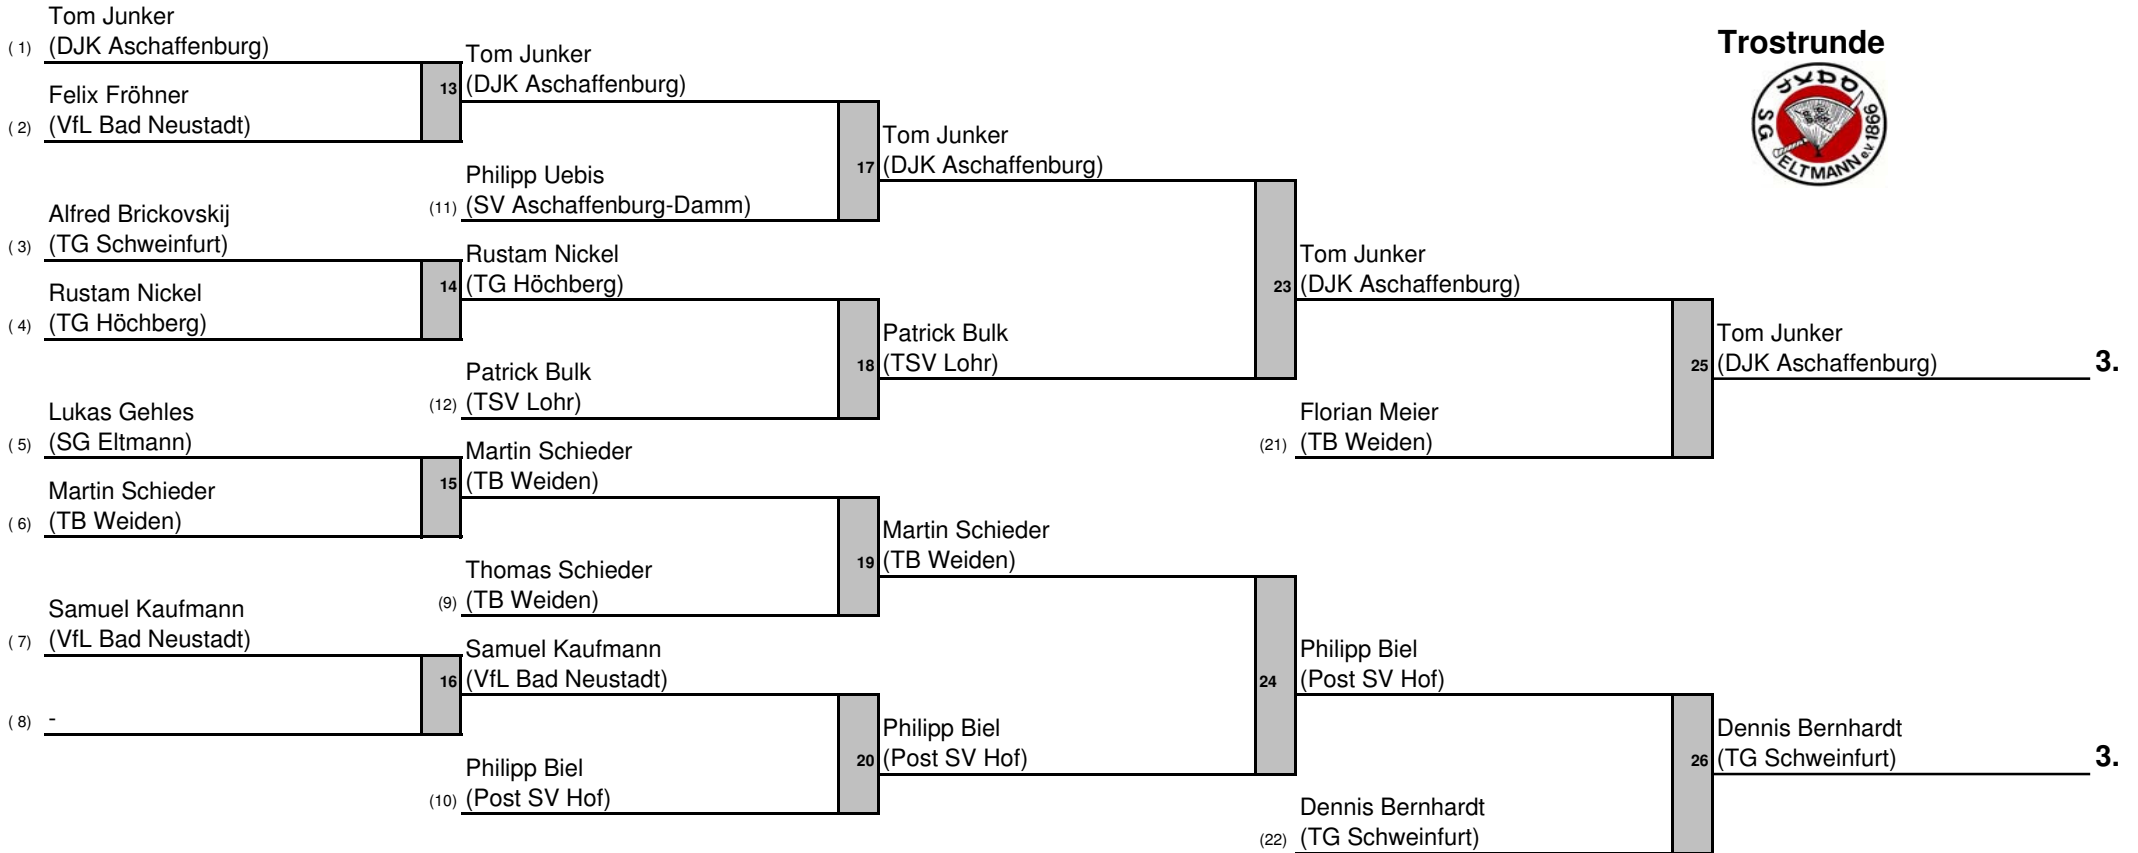 Trostrunde
JUDO
SG ELTMANN e.V. 1866
Tom Junker
( 1) (DJK Aschaffenburg)
Felix Fröhner
( 2) (VfL Bad Neustadt)
Alfred Brickovskij
( 3) (TG Schweinfurt)
Rustam Nickel
( 4) (TG Höchberg)
Lukas Gehles
( 5) (SG Eltmann)
Martin Schieder
( 6) (TB Weiden)
Samuel Kaufmann
( 7) (VfL Bad Neustadt)
( 8) -
Tom Junker
13 (DJK Aschaffenburg)
Philipp Uebis
(11) (SV Aschaffenburg-Damm)
Rustam Nickel
14 (TG Höchberg)
Patrick Bulk
(12) (TSV Lohr)
Martin Schieder
15 (TB Weiden)
Thomas Schieder
(9) (TB Weiden)
Samuel Kaufmann
16 (VfL Bad Neustadt)
Philipp Biel
(10) (Post SV Hof)
Tom Junker
17 (DJK Aschaffenburg)
Patrick Bulk
18 (TSV Lohr)
Martin Schieder
19 (TB Weiden)
Philipp Biel
20 (Post SV Hof)
Tom Junker
23 (DJK Aschaffenburg)
Florian Meier
(21) (TB Weiden)
Philipp Biel
24 (Post SV Hof)
Dennis Bernhardt
(22) (TG Schweinfurt)
Tom Junker
25 (DJK Aschaffenburg) 3.
Dennis Bernhardt
26 (TG Schweinfurt) 3.